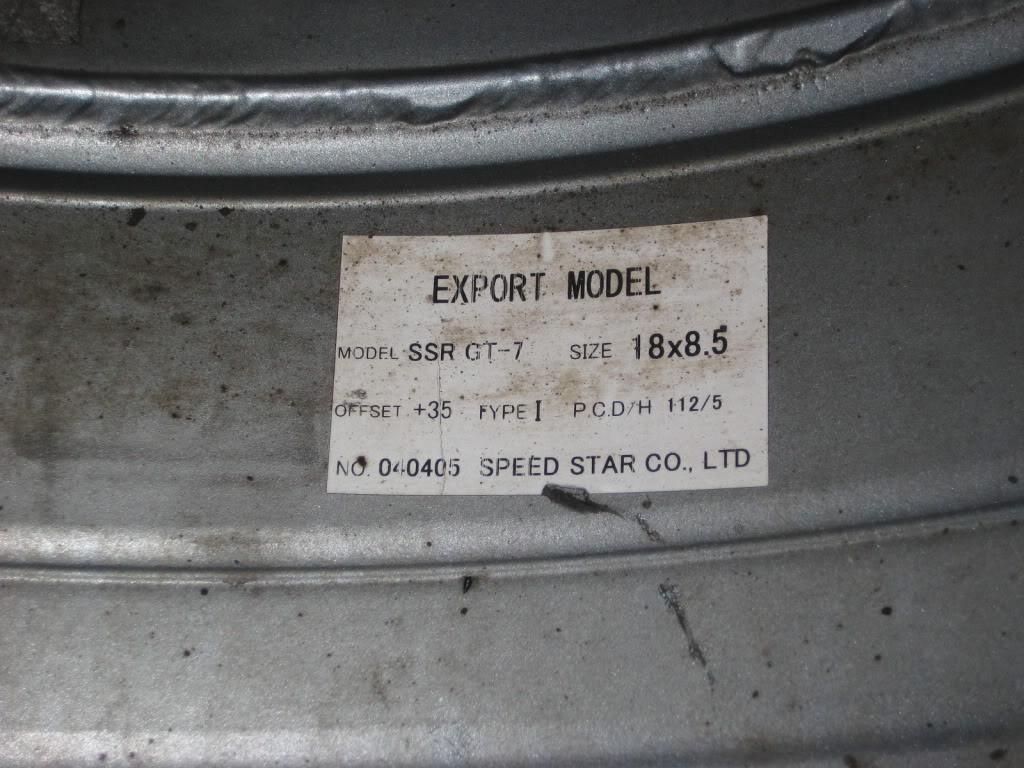 EXPORT MODEL
MODEL SSR GT-7 SIZE 18x8.5
OFFSET +35 TYPE I P.C.D/H 112/5
NO. 040405 SPEED STAR CO., LTD